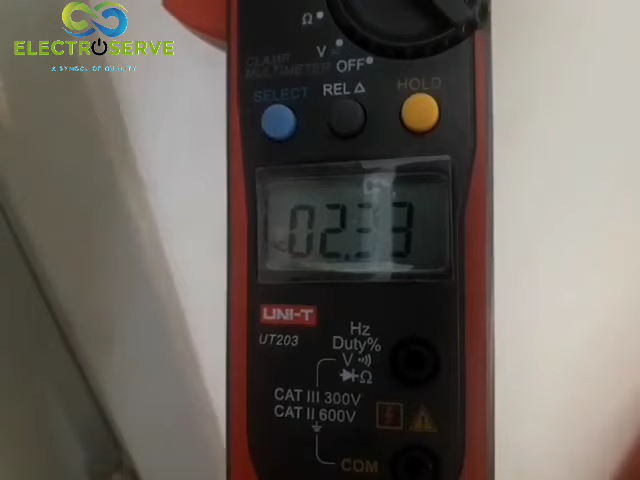 ELECTROSERVE
A SYMBOL OF QUALITY
Ω
V
CLAMP
MULTIMETER
OFF
SELECT
REL Δ
HOLD
02.33
UNI-T
UT203
Hz
Duty%
V
Ω
CAT III 300V
CAT II 600V
COM